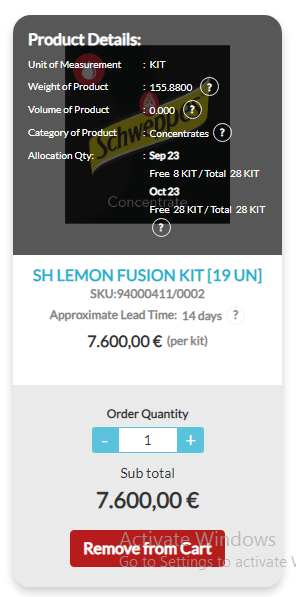 Product Details:
Unit of Measurement : KIT
Weight of Product : 155.8800 ?
Volume of Product : 0.000 ?
Category of Product : Concentrates ?
Allocation Qty: : Sep 23
Free 8 KIT / Total 28 KIT
Oct 23
Free 28 KIT / Total 28 KIT
?
Schweppes
Concentrate
SH LEMON FUSION KIT [19 UN]
SKU:94000411/0002
Approximate Lead Time: 14 days ?
7.600,00 € (per kit)
Order Quantity
- 1 +
Sub total
7.600,00 €
Remove from Cart
Activate Windows
Go to Settings to activate W